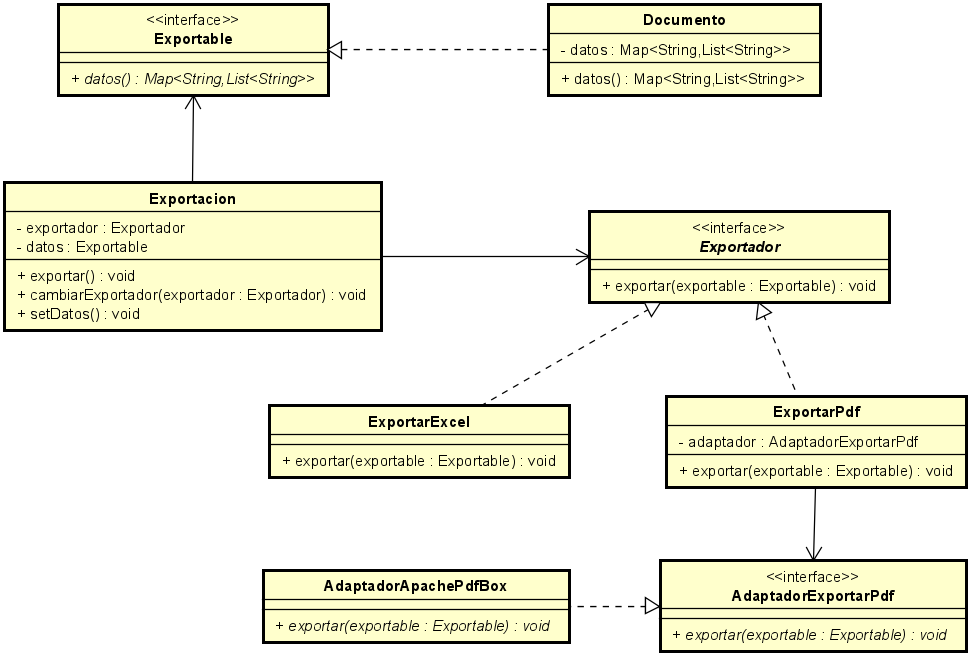 <<interface>>
Exportable
+ datos() : Map<String,List<String>>
Documento
- datos : Map<String,List<String>>
+ datos() : Map<String,List<String>>
Exportacion
- exportador : Exportador
- datos : Exportable
+ exportar() : void
+ cambiarExportador(exportador : Exportador) : void
+ setDatos() : void
<<interface>>
Exportador
+ exportar(exportable : Exportable) : void
ExportarExcel
+ exportar(exportable : Exportable) : void
ExportarPdf
- adaptador : AdaptadorExportarPdf
+ exportar(exportable : Exportable) : void
AdaptadorApachePdfBox
+ exportar(exportable : Exportable) : void
<<interface>>
AdaptadorExportarPdf
+ exportar(exportable : Exportable) : void